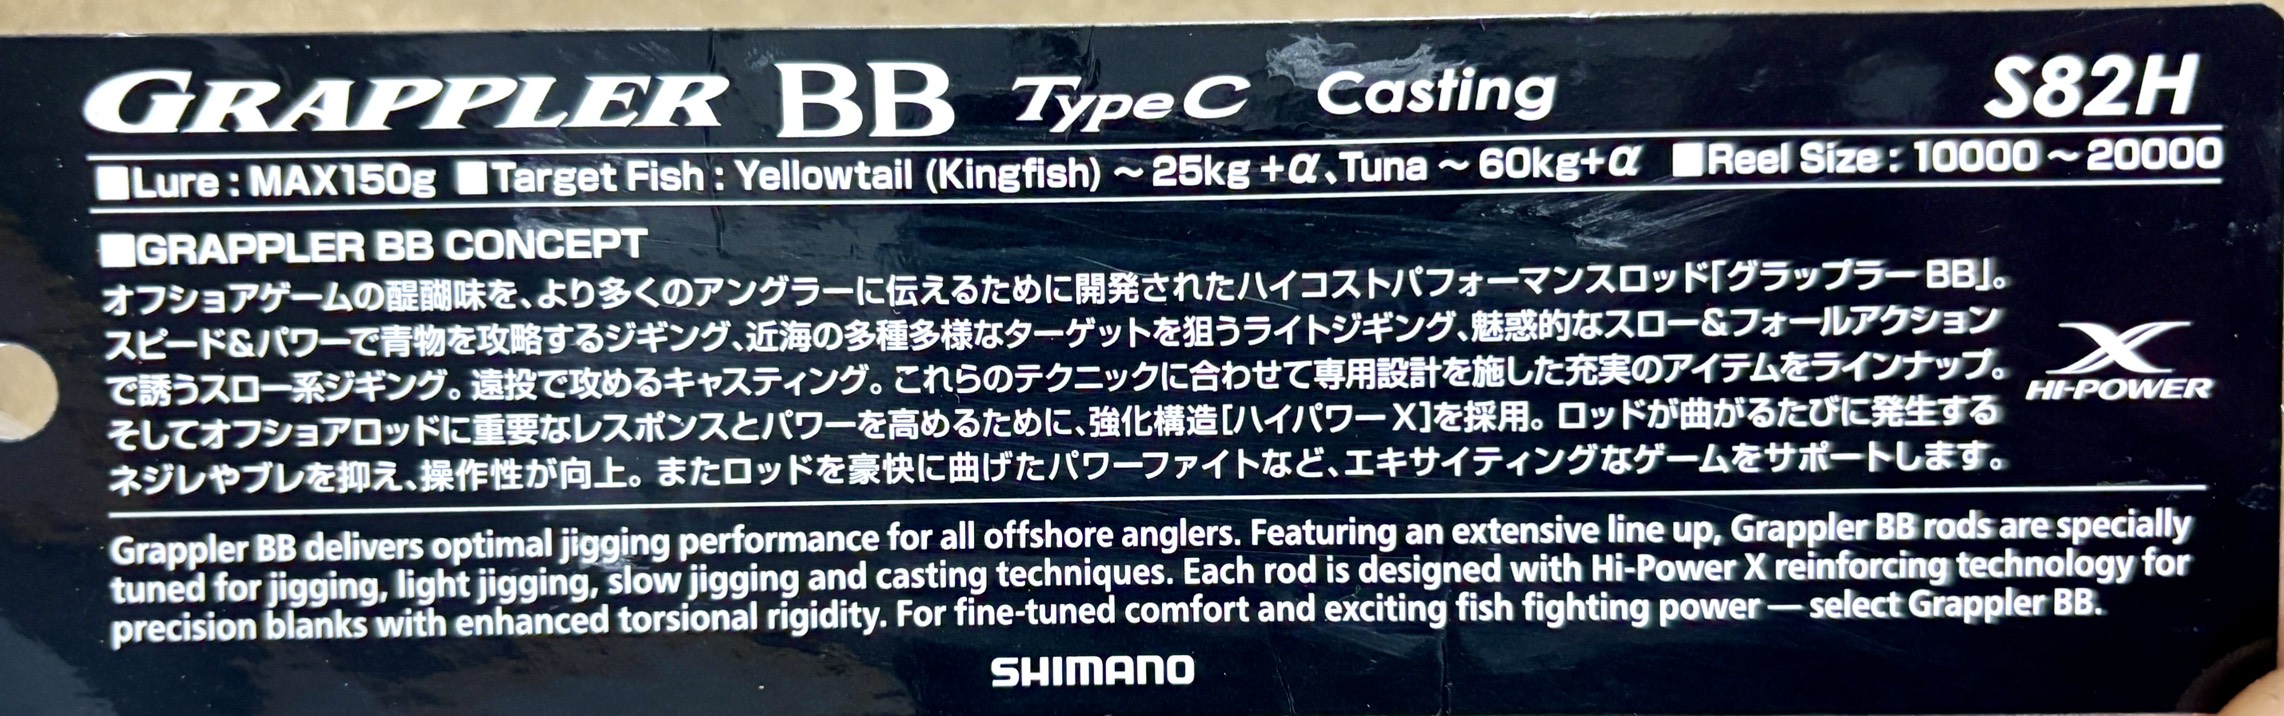 GRAPPLER BB Type C Casting S82H
■Lure : MAX150g ■Target Fish : Yellowtail (Kingfish) ~ 25kg +α、Tuna ~ 60kg+α ■Reel Size : 10000 ~ 20000
■GRAPPLER BB CONCEPT
オフショアゲームの醍醐味を、より多くのアングラーに伝えるために開発されたハイコストパフォーマンスロッド「グラップラー BB」。
スピード&パワーで青物を攻略するジギング、近海の多種多様なターゲットを狙うライトジギング、魅惑的なスロー&フォールアクション
で誘うスロー系ジギング。遠投で攻めるキャスティング。これらのテクニックに合わせて専用設計を施した充実のアイテムをラインナップ。
そしてオフショアロッドに重要なレスポンスとパワーを高めるために、強化構造[ハイパワー X]を採用。ロッドが曲がるたびに発生する
ネジレやブレを抑え、操作性が向上。またロッドを豪快に曲げたパワーファイトなど、エキサイティングなゲームをサポートします。
X
HI-POWER
Grappler BB delivers optimal jigging performance for all offshore anglers. Featuring an extensive line up, Grappler BB rods are specially
tuned for jigging, light jigging, slow jigging and casting techniques. Each rod is designed with Hi-Power X reinforcing technology for
precision blanks with enhanced torsional rigidity. For fine-tuned comfort and exciting fish fighting power — select Grappler BB.
SHIMANO